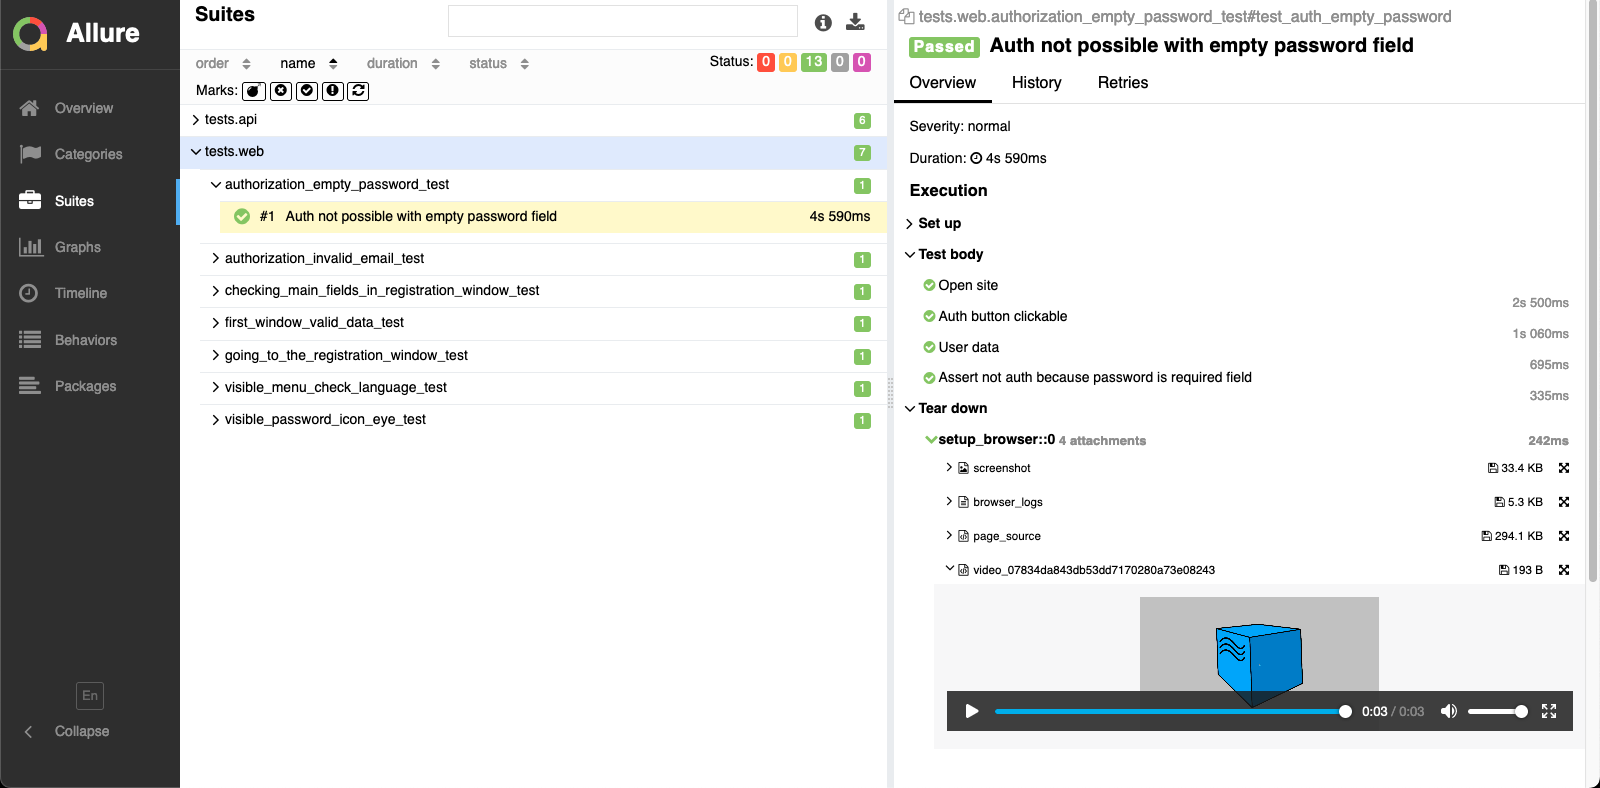 Allure
Overview
Categories
Suites
Graphs
Timeline
Behaviors
Packages
En
Collapse
Suites
order name duration status Status: 0 0 13 0 0
Marks:
tests.api 6
tests.web 7
authorization_empty_password_test 1
#1 Auth not possible with empty password field 4s 590ms
authorization_invalid_email_test 1
checking_main_fields_in_registration_window_test 1
first_window_valid_data_test 1
going_to_the_registration_window_test 1
visible_menu_check_language_test 1
visible_password_icon_eye_test 1
tests.web.authorization_empty_password_test#test_auth_empty_password
Passed Auth not possible with empty password field
Overview History Retries
Severity: normal
Duration: 4s 590ms
Execution
Set up
Test body
Open site
2s 500ms
Auth button clickable
1s 060ms
User data
695ms
Assert not auth because password is required field
335ms
Tear down
setup_browser::0 4 attachments 242ms
screenshot 33.4 KB
browser_logs 5.3 KB
page_source 294.1 KB
video_07834da843db53dd7170280a73e08243 193 B
0:03 / 0:03